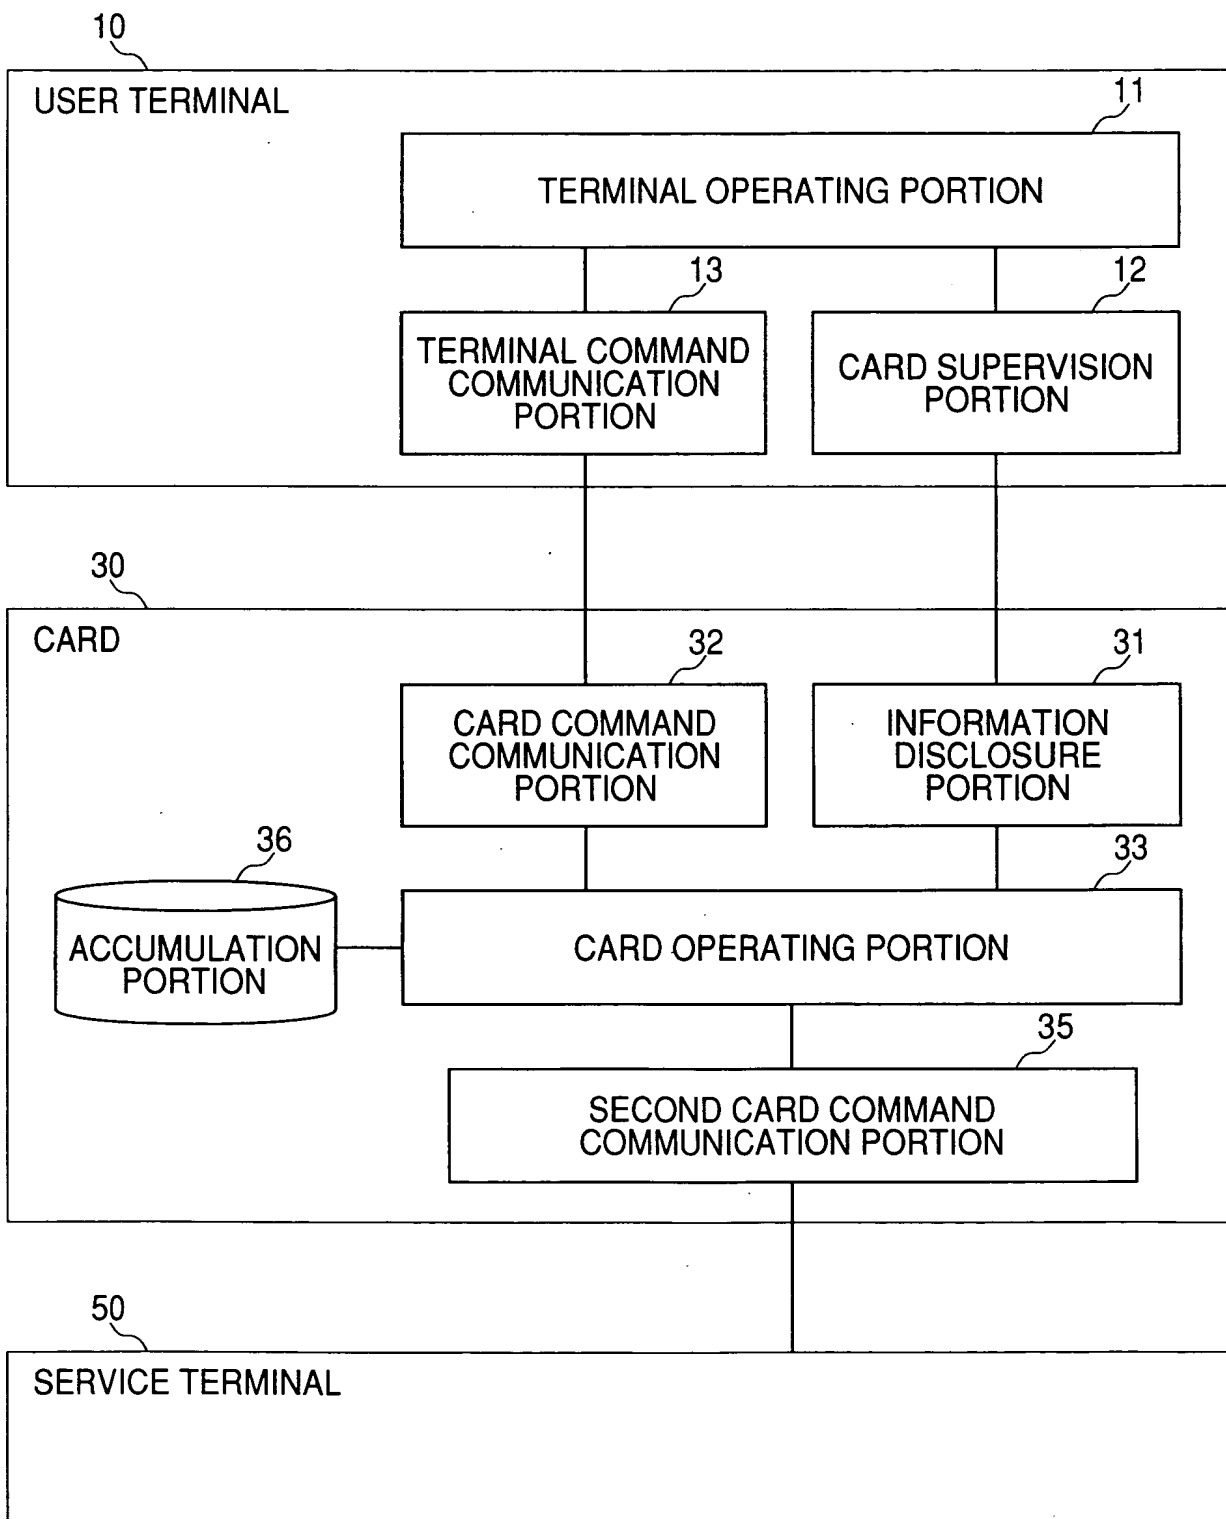 10
USER TERMINAL
11
TERMINAL OPERATING PORTION
13
12
TERMINAL COMMAND
COMMUNICATION
PORTION
CARD SUPERVISION
PORTION
30
CARD
32
31
CARD COMMAND
COMMUNICATION
PORTION
INFORMATION
DISCLOSURE
PORTION
36
33
ACCUMULATION
PORTION
CARD OPERATING PORTION
35
SECOND CARD COMMAND
COMMUNICATION PORTION
50
SERVICE TERMINAL